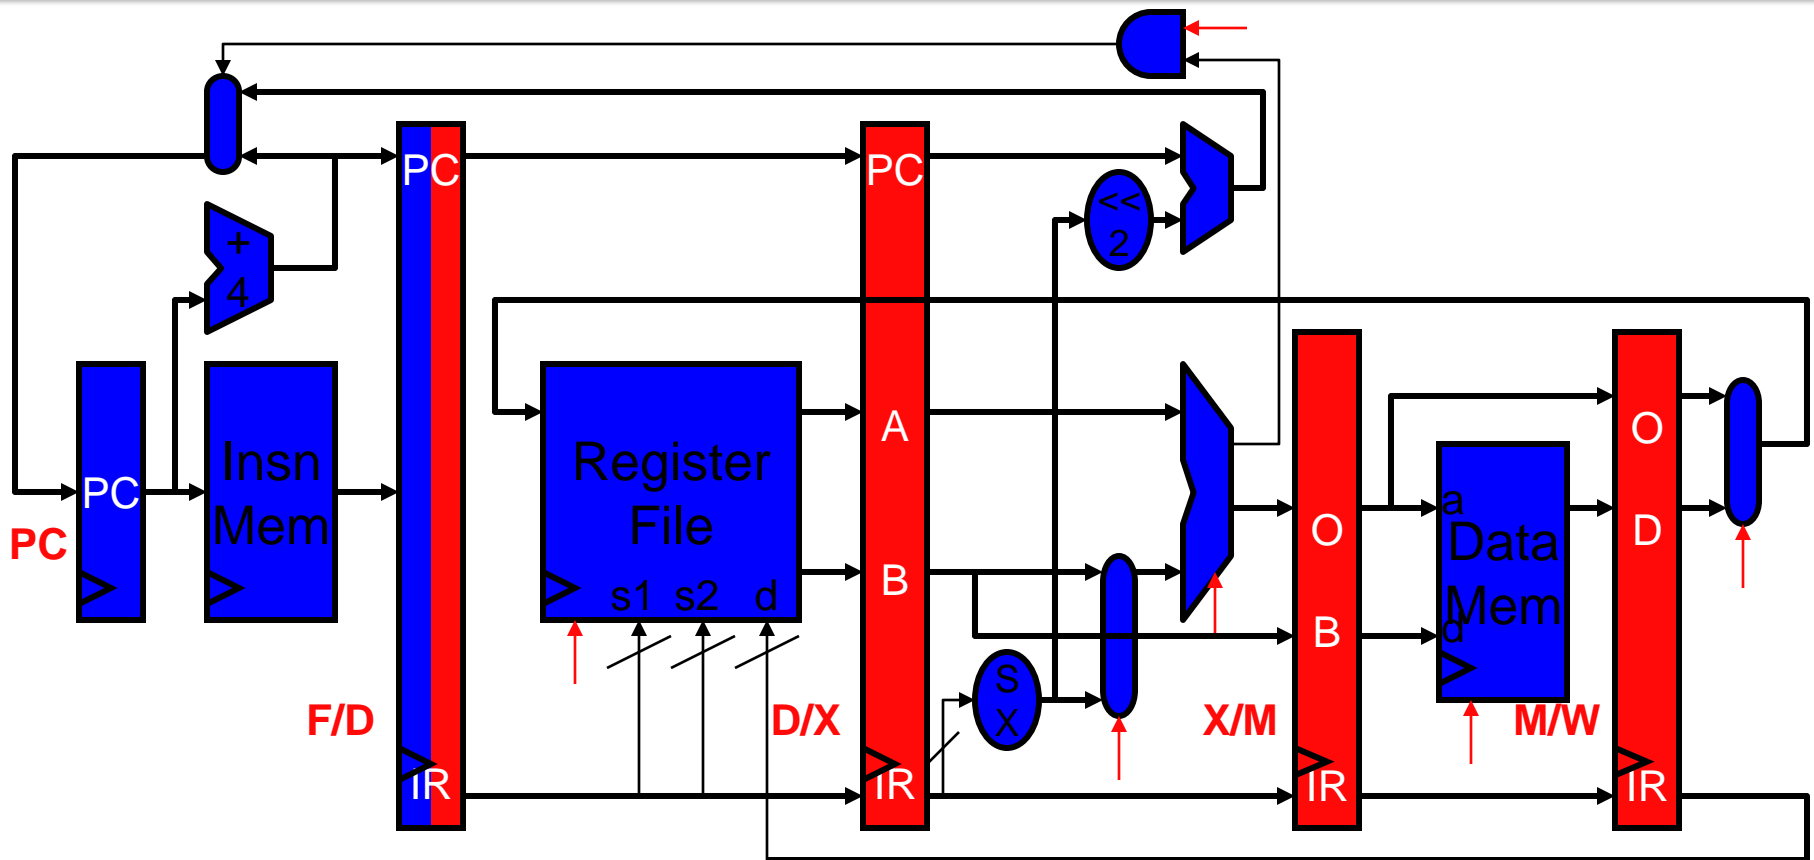 PC
PC
<<
2
+
4
A
O
Insn
Mem
Register
File
PC
PC
a
O
D
Data
Mem
d
B
s1 s2 d
B
S
X
F/D
D/X
X/M
M/W
IR
IR
IR
IR